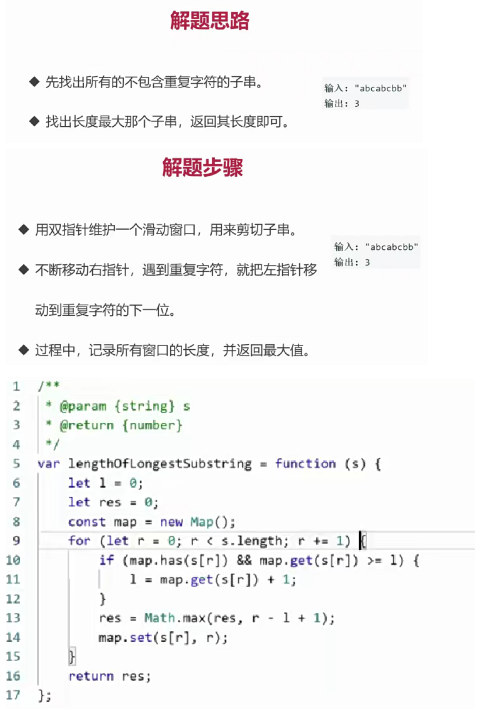 解题思路
◆ 先找出所有的不包含重复字符的子串。
输入: "abcabcbb"
◆ 找出长度最大那个子串，返回其长度即可。
输出: 3
解题步骤
◆ 用双指针维护一个滑动窗口，用来剪切子串。
输入: "abcabcbb"
输出: 3
◆ 不断移动右指针，遇到重复字符，就把左指针移
动到重复字符的下一位。
◆ 过程中，记录所有窗口的长度，并返回最大值。
1 /**
2 * @param {string} s
3 * @return {number}
4 */
5 var lengthOfLongestSubstring = function (s) {
6 let l = 0;
7 let res = 0;
8 const map = new Map();
9 for (let r = 0; r < s.length; r += 1) {
10 if (map.has(s[r]) && map.get(s[r]) >= l) {
11 l = map.get(s[r]) + 1;
12 }
13 res = Math.max(res, r - l + 1);
14 map.set(s[r], r);
15 }
16 return res;
17 };